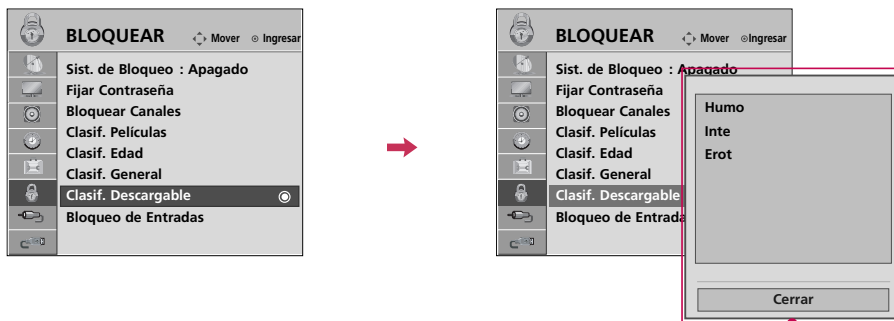 BLOQUEAR Mover Ingresar
Sist. de Bloqueo : Apagado
Fijar Contraseña
Bloquear Canales
Clasif. Películas
Clasif. Edad
Clasif. General
Clasif. Descargable
Bloqueo de Entradas
BLOQUEAR Mover Ingresar
Sist. de Bloqueo : Apagado
Fijar Contraseña
Bloquear Canales
Clasif. Películas
Clasif. Edad
Clasif. General
Clasif. Descargable
Bloqueo de Entrada
Humo
Inte
Erot
Cerrar